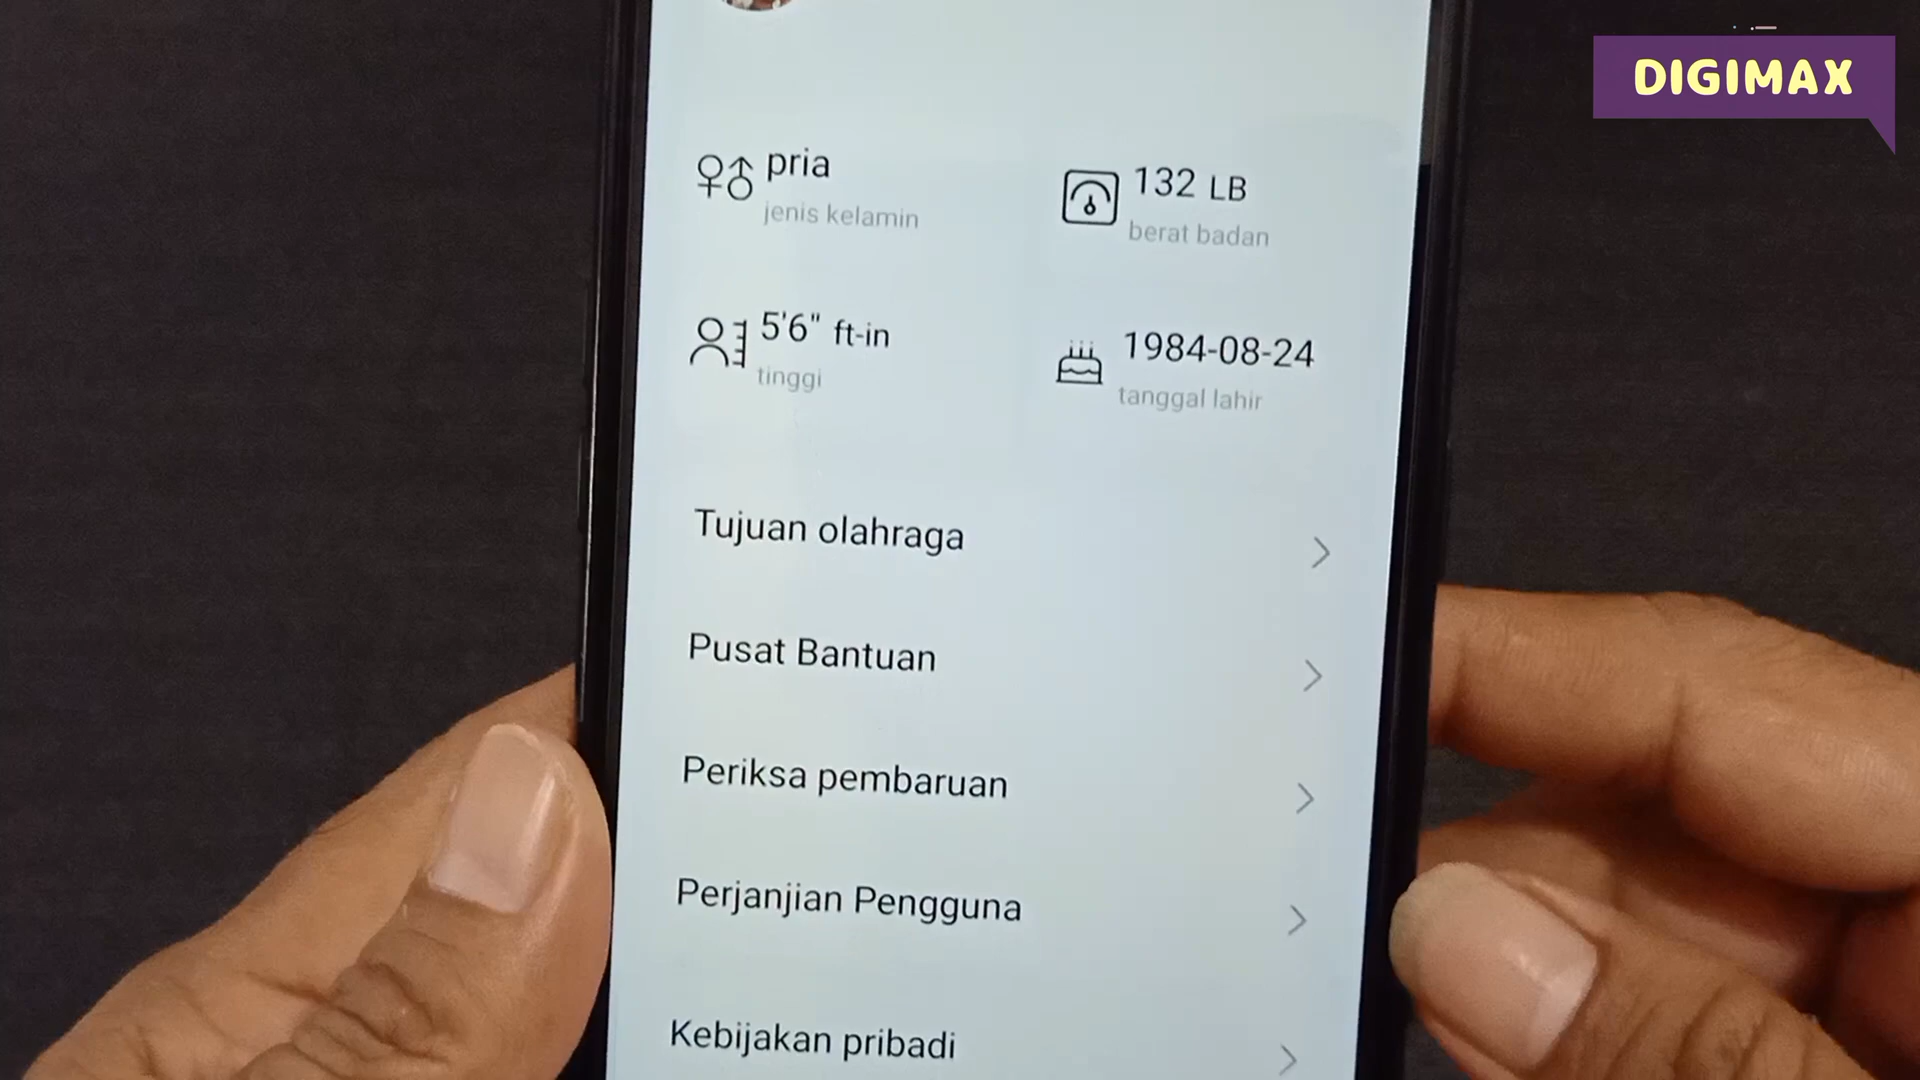 DIGIMAX
pria
jenis kelamin
132 LB
berat badan
5'6" ft-in
tinggi
1984-08-24
tanggal lahir
Tujuan olahraga
Pusat Bantuan
Periksa pembaruan
Perjanjian Pengguna
Kebijakan pribadi